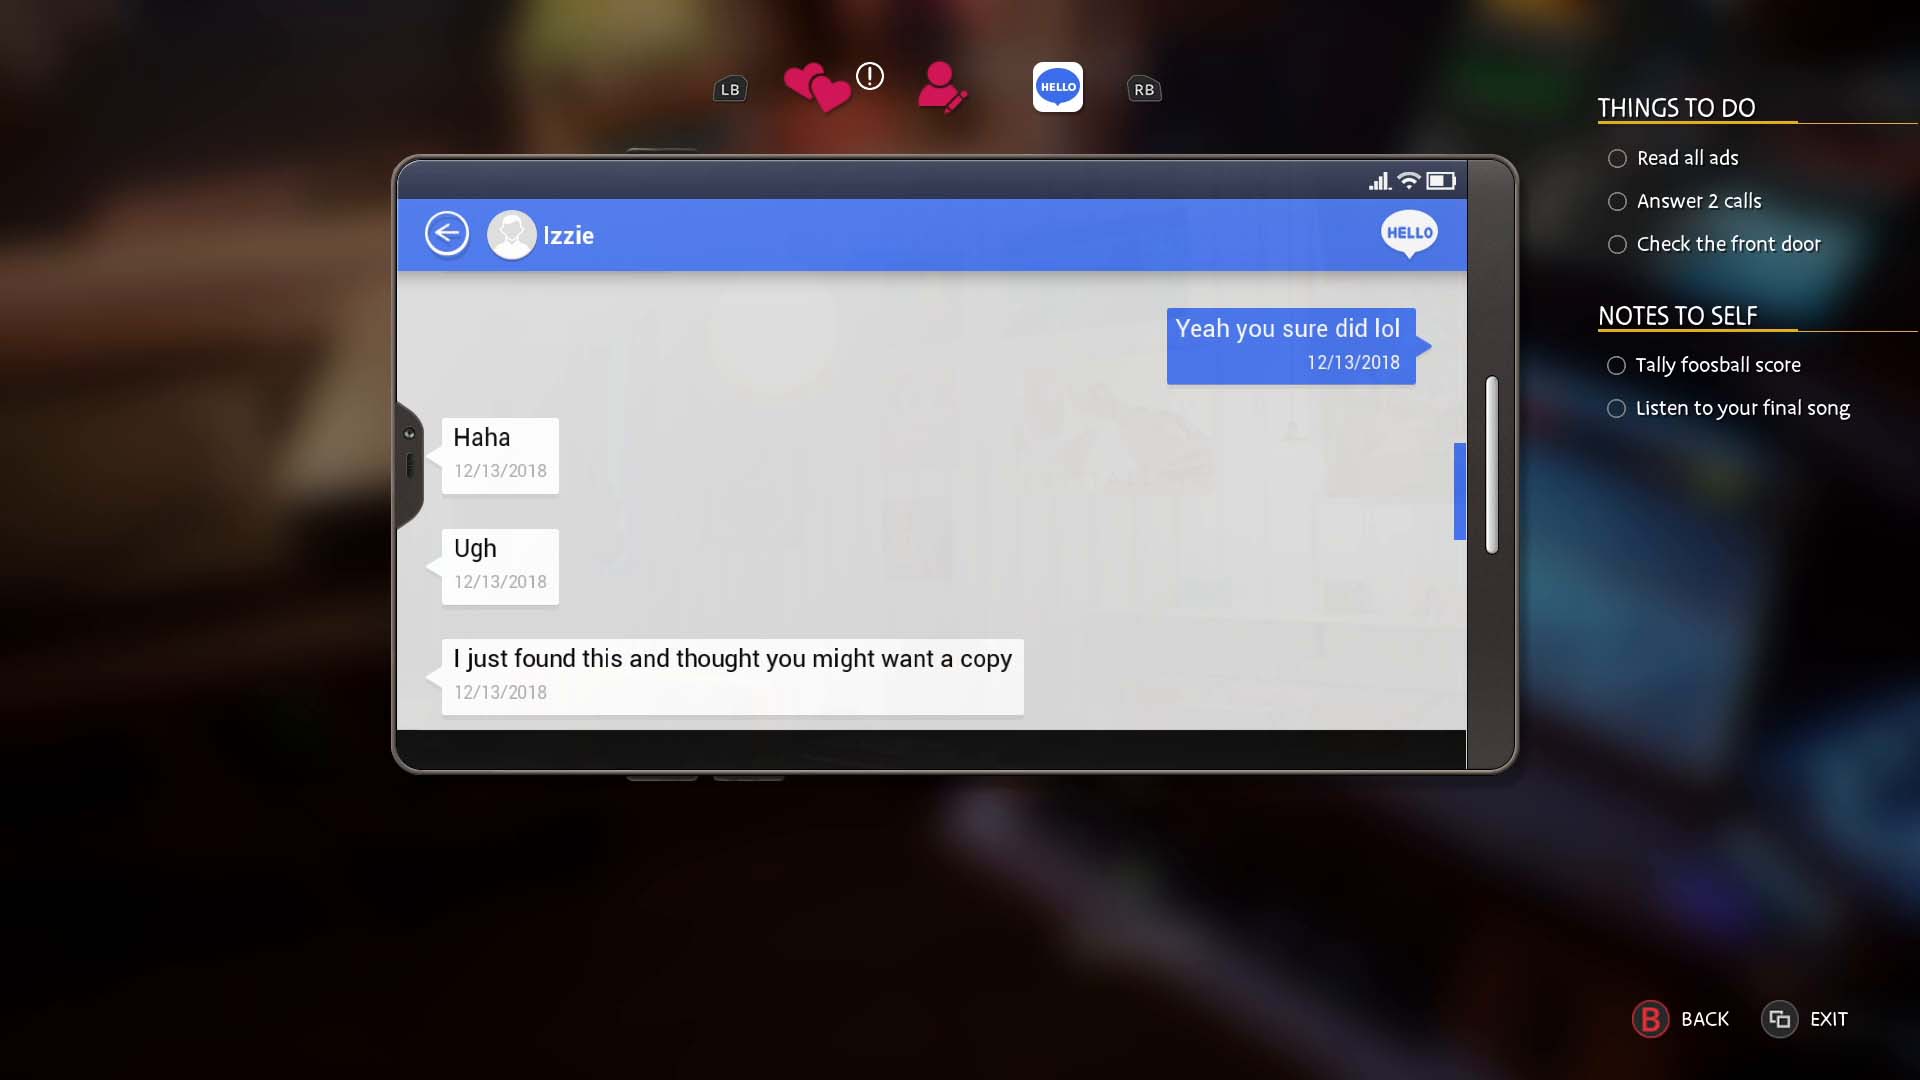 LB
HELLO
RB
THINGS TO DO
Read all ads
Answer 2 calls
Check the front door
NOTES TO SELF
Tally foosball score
Listen to your final song
Izzie
HELLO
Yeah you sure did lol
12/13/2018
Haha
12/13/2018
Ugh
12/13/2018
I just found this and thought you might want a copy
12/13/2018
B BACK
EXIT